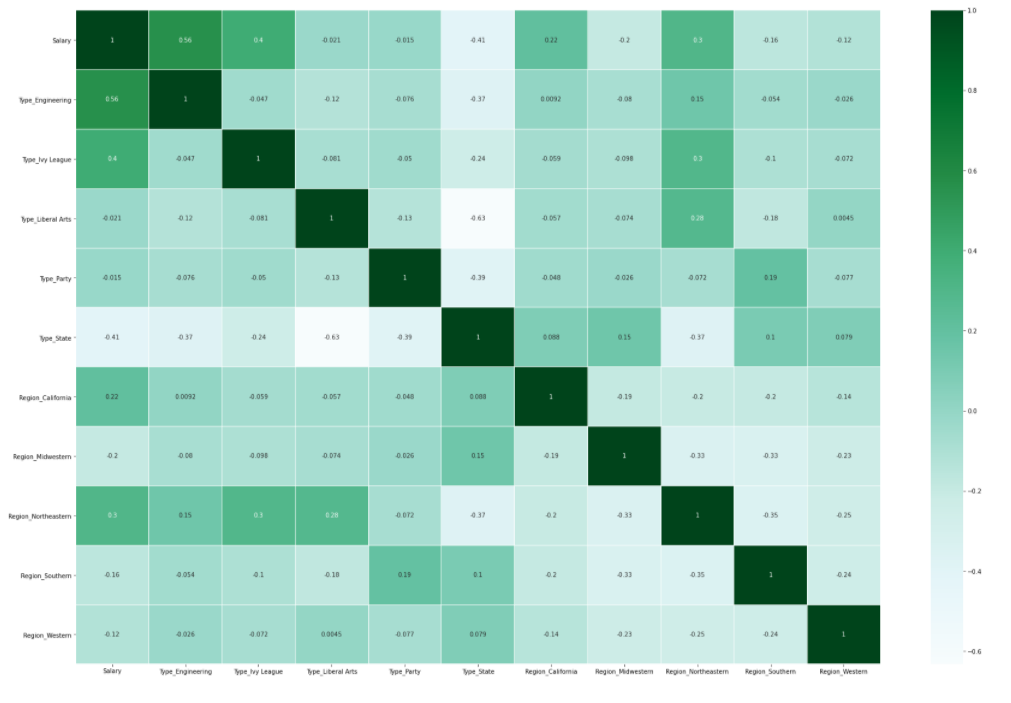 Salary 1 0.56 0.4 -0.021 -0.015 -0.41 0.22 -0.2 0.3 -0.16 -0.12
Type_Engineering 0.56 1 -0.047 -0.12 -0.076 -0.37 0.0092 -0.08 0.15 -0.054 -0.026
Type_Ivy League 0.4 -0.047 1 -0.081 -0.05 -0.24 -0.059 -0.098 0.3 -0.1 -0.072
Type_Liberal Arts -0.021 -0.12 -0.081 1 -0.13 -0.63 -0.057 -0.074 0.28 -0.18 0.0045
Type_Party -0.015 -0.076 -0.05 -0.13 1 -0.39 -0.048 -0.026 -0.072 0.19 -0.077
Type_State -0.41 -0.37 -0.24 -0.63 -0.39 1 0.088 0.15 -0.37 0.1 0.079
Region_California 0.22 0.0092 -0.059 -0.057 -0.048 0.088 1 -0.19 -0.2 -0.2 -0.14
Region_Midwestern -0.2 -0.08 -0.098 -0.074 -0.026 0.15 -0.19 1 -0.33 -0.33 -0.23
Region_Northeastern 0.3 0.15 0.3 0.28 -0.072 -0.37 -0.2 -0.33 1 -0.35 -0.25
Region_Southern -0.16 -0.054 -0.1 -0.18 0.19 0.1 -0.2 -0.33 -0.35 1 -0.24
Region_Western -0.12 -0.026 -0.072 0.0045 -0.077 0.079 -0.14 -0.23 -0.25 -0.24 1
Salary Type_Engineering Type_Ivy League Type_Liberal Arts Type_Party Type_State Region_California Region_Midwestern Region_Northeastern Region_Southern Region_Western
1.0
0.8
0.6
0.4
0.2
0.0
−0.2
−0.4
−0.6